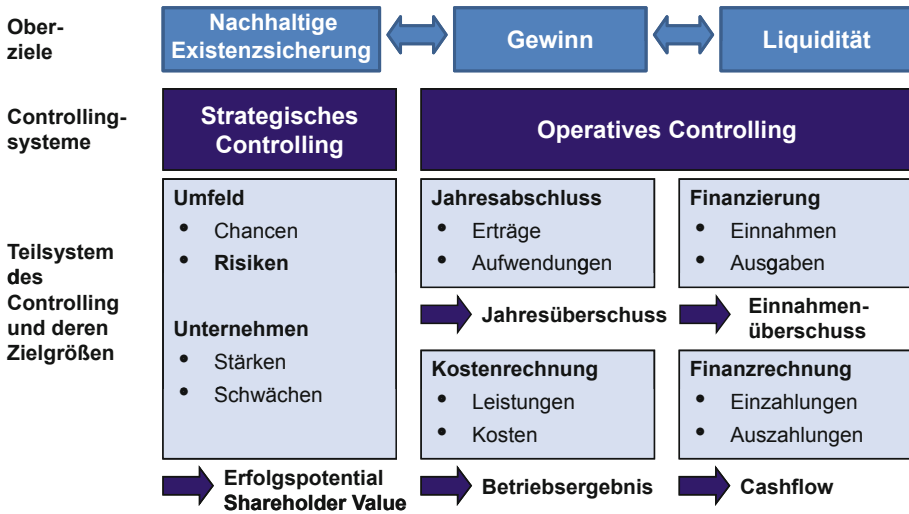 Ober-
ziele
Nachhaltige
Existenzsicherung
Gewinn
Liquidität
Controlling-
systeme
Strategisches
Controlling
Operatives Controlling
Teilsystem
des
Controlling
und deren
Zielgrößen
Umfeld
• Chancen
• Risiken
Unternehmen
• Stärken
• Schwächen
Erfolgspotential
Shareholder Value
Jahresabschluss
• Erträge
• Aufwendungen
Jahresüberschuss
Kostenrechnung
• Leistungen
• Kosten
Betriebsergebnis
Finanzierung
• Einnahmen
• Ausgaben
Einnahmen-
überschuss
Finanzrechnung
• Einzahlungen
• Auszahlungen
Cashflow